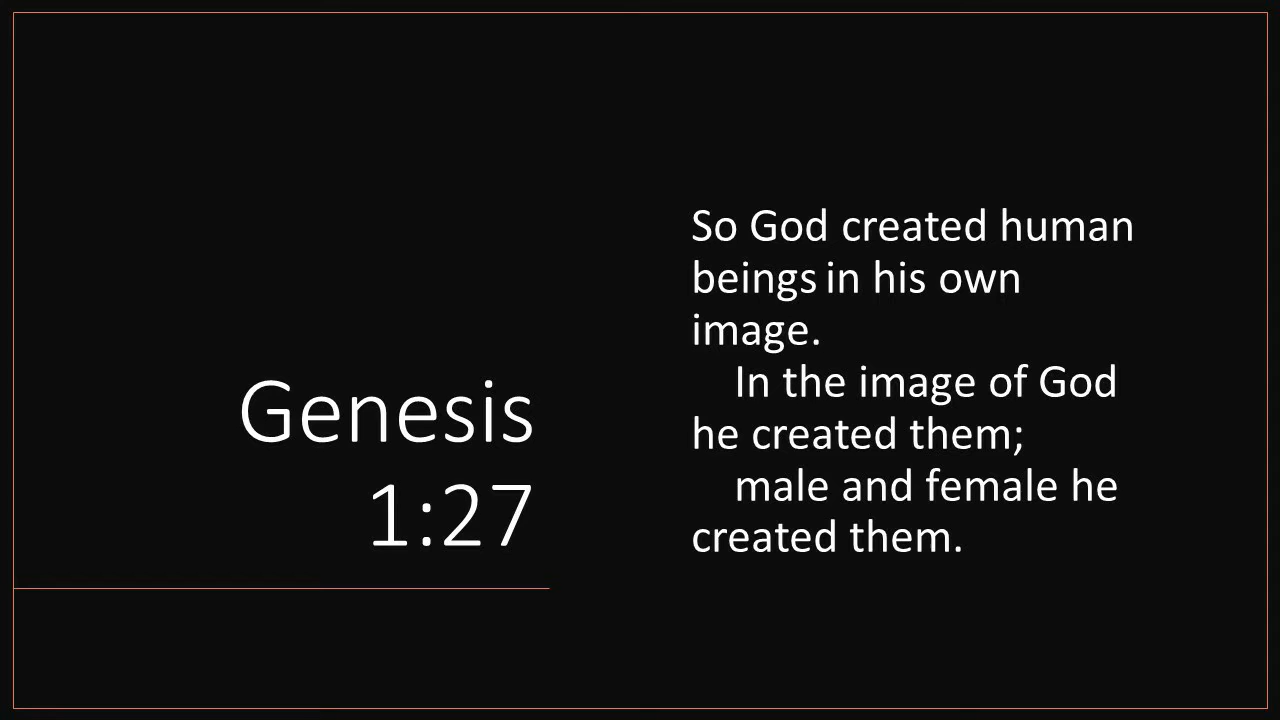 Genesis
1:27
So God created human
beings in his own
image.
In the image of God
he created them;
male and female he
created them.